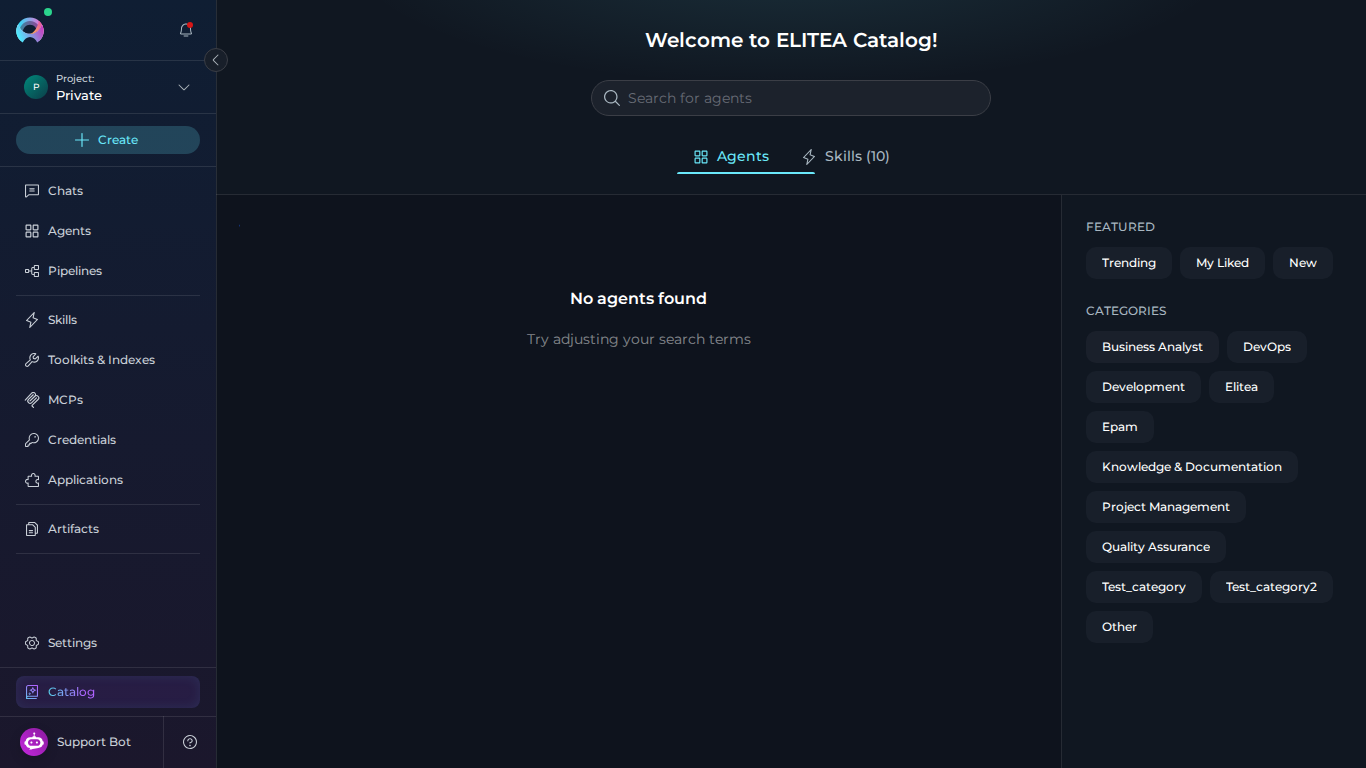 Project:
P
Private
Create
Chats
Agents
Pipelines
Skills
Toolkits & Indexes
MCPs
Credentials
Applications
Artifacts
Settings
Catalog
Support Bot
Welcome to ELITEA Catalog!
Search for agents
Agents
Skills (10)
No agents found
Try adjusting your search terms
FEATURED
Trending
My Liked
New
CATEGORIES
Business Analyst
DevOps
Development
Elitea
Epam
Knowledge & Documentation
Project Management
Quality Assurance
Test_category
Test_category2
Other